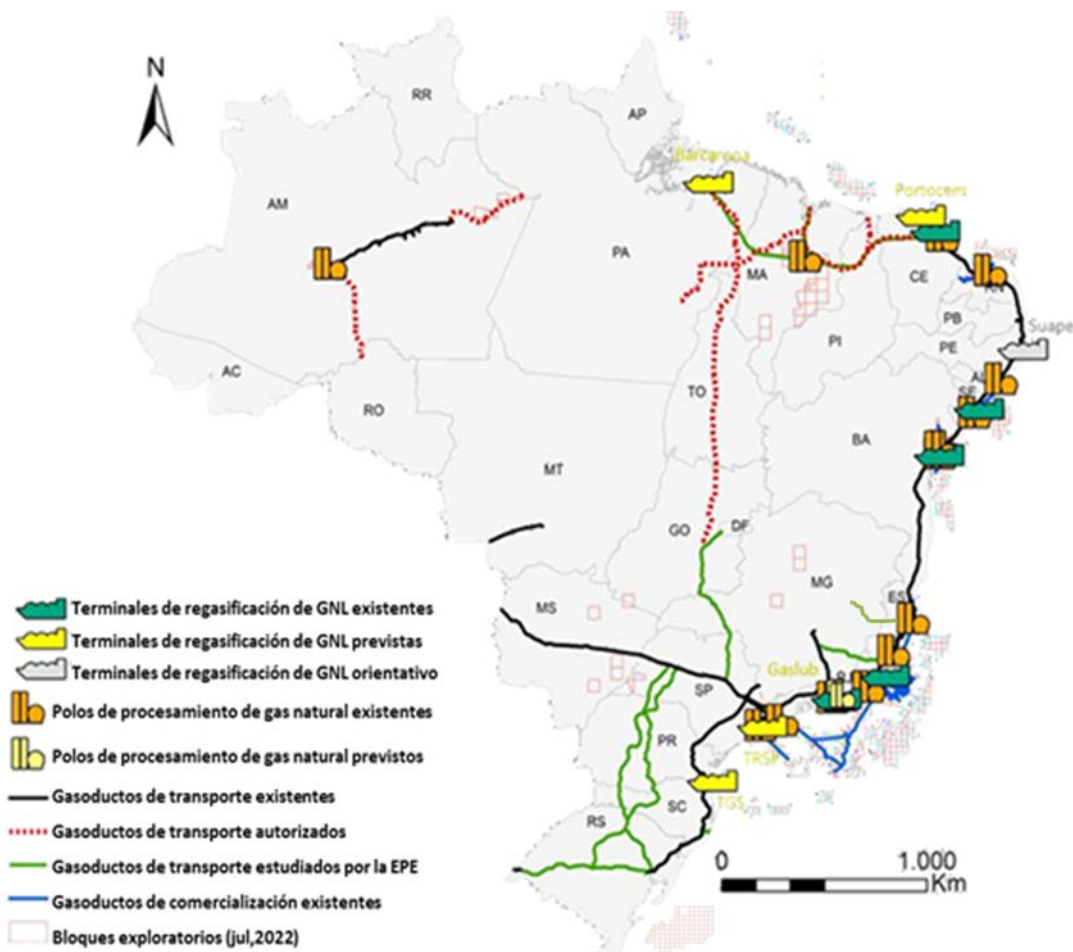 N
RR
AP
Barcarena
AM
Portocem
PA
MA
CE
RN
PB
Suape
PI
PE
AL
AC
TO
SE
RO
BA
MT
GO
DF
MG
ES
MS
Terminales de regasificación de GNL existentes
Terminales de regasificación de GNL previstas
Gaslub
Terminales de regasificación de GNL orientativo
SP
Polos de procesamiento de gas natural existentes
PR
TRSP
Polos de procesamiento de gas natural previstos
Gasoductos de transporte existentes
TGS
SC
RS
Gasoductos de transporte autorizados
Gasoductos de transporte estudiados por la EPE
0 1.000
Km
Gasoductos de comercialización existentes
Bloques exploratorios (jul,2022)